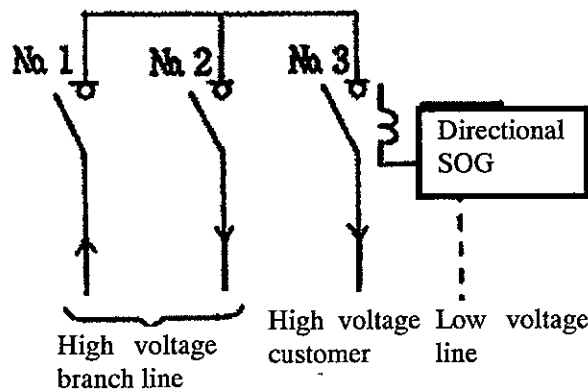 No. 1 No. 2 No. 3
Directional
SOG
High voltage
branch line
High voltage
customer
Low voltage
line